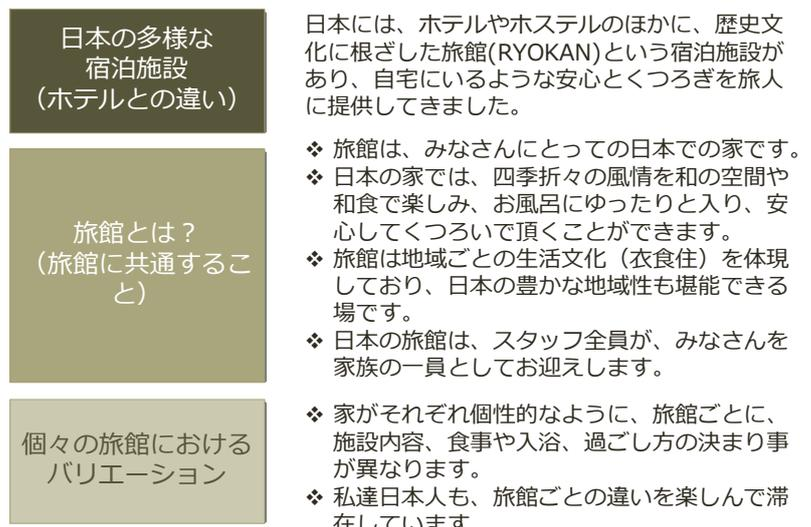 日本の多様な
宿泊施設
（ホテルとの違い）
日本には、ホテルやホステルのほかに、歴史文
化に根ざした旅館(RYOKAN)という宿泊施設が
あり、自宅にいるような安心とくつろぎを旅人
に提供してきました。
旅館とは？
（旅館に共通するこ
と）
❖ 旅館は、みなさんにとっての日本での家です。
❖ 日本の家では、四季折々の風情を和の空間や
和食で楽しみ、お風呂にゆったりと入り、安
心してくつろいで頂くことができます。
❖ 旅館は地域ごとの生活文化（衣食住）を体現
しており、日本の豊かな地域性も堪能できる
場です。
❖ 日本の旅館は、スタッフ全員が、みなさんを
家族の一員としてお迎えします。
個々の旅館における
バリエーション
❖ 家がそれぞれ個性的なように、旅館ごとに、
施設内容、食事や入浴、過ごし方の決まり事
が異なります。
❖ 私達日本人も、旅館ごとの違いを楽しんで滞
在しています